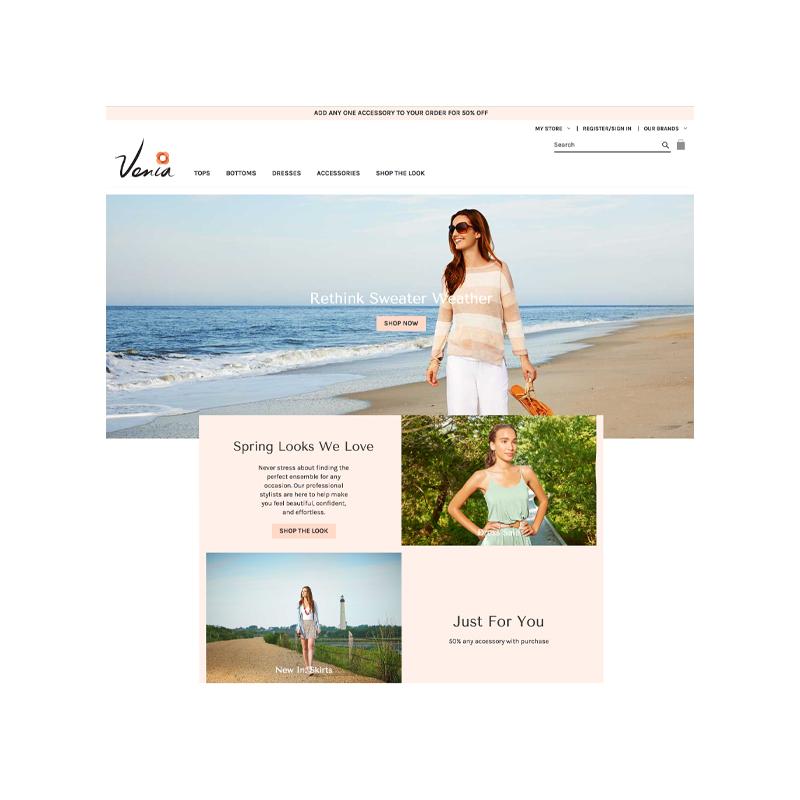 ADD ANY ONE ACCESSORY TO YOUR ORDER FOR 50% OFF
MY STORE | REGISTER/SIGN IN | OUR BRANDS
Search
Venia
TOPS BOTTOMS DRESSES ACCESSORIES SHOP THE LOOK
Rethink Sweater Weather
SHOP NOW
Spring Looks We Love
Never stress about finding the
perfect ensemble for any
occasion. Our professional
stylists are here to help make
you feel beautiful, confident,
and effortless.
SHOP THE LOOK
New In: Skirts
Just For You
50% any accessory with purchase